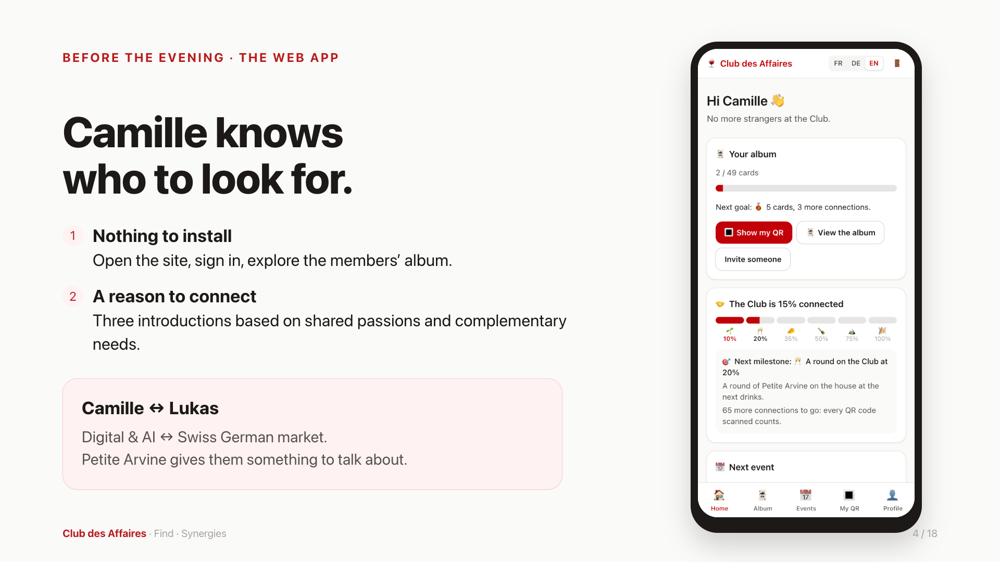 BEFORE THE EVENING · THE WEB APP
Camille knows
who to look for.
1 Nothing to install
Open the site, sign in, explore the members’ album.
2 A reason to connect
Three introductions based on shared passions and complementary
needs.
Camille ↔ Lukas
Digital & AI ↔ Swiss German market.
Petite Arvine gives them something to talk about.
Club des Affaires · Find · Synergies
🍷 Club des Affaires FR DE EN 🚪
Hi Camille 👋
No more strangers at the Club.
🃏 Your album
2 / 49 cards
Next goal: 🥉 5 cards, 3 more connections.
🔳 Show my QR 🃏 View the album
Invite someone
🤝 The Club is 15% connected
🌱 🥂 🧀 🍾 🏔️ 🎉
10% 20% 35% 50% 75% 100%
🎯 Next milestone: 🥂 A round on the Club at
20%
A round of Petite Arvine on the house at the
next drinks.
65 more connections to go: every QR code
scanned counts.
📅 Next event
Home Album Events My QR Profile
4 / 18